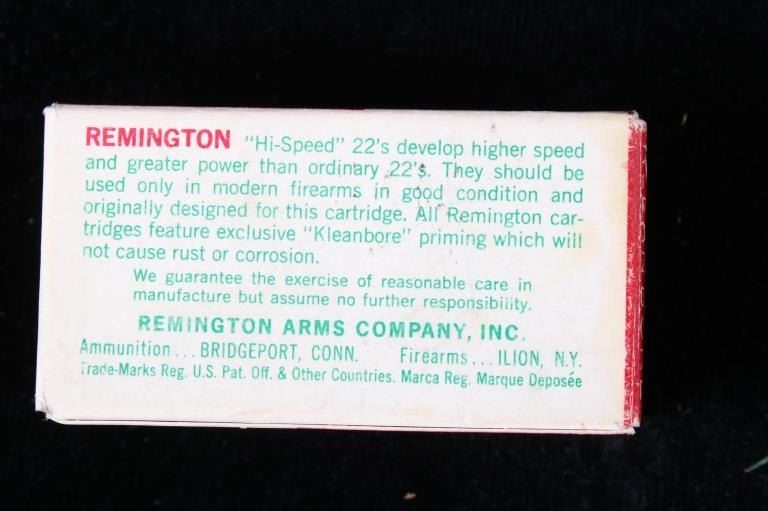 REMINGTON "Hi-Speed" 22's develop higher speed
and greater power than ordinary 22's. They should be
used only in modern firearms in good condition and
originally designed for this cartridge. All Remington car-
tridges feature exclusive "Kleanbore" priming which will
not cause rust or corrosion.
We guarantee the exercise of reasonable care in
manufacture but assume no further responsibility.
REMINGTON ARMS COMPANY, INC.
Ammunition...BRIDGEPORT, CONN. Firearms...ILION, N.Y.
Trade-Marks Reg. U.S. Pat. Off. & Other Countries. Marca Reg. Marque Deposée